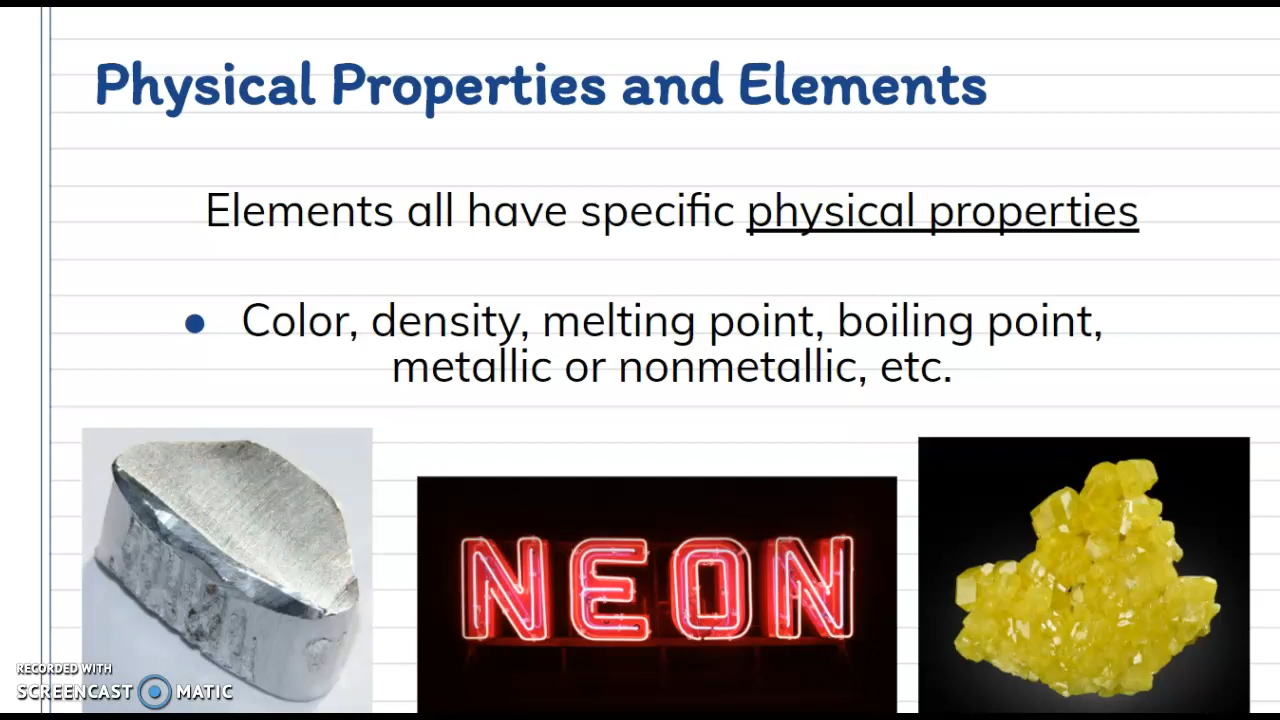 Physical Properties and Elements
Elements all have specific physical properties
● Color, density, melting point, boiling point,
metallic or nonmetallic, etc.
NEON
RECORDED WITH
SCREENCAST MATIC